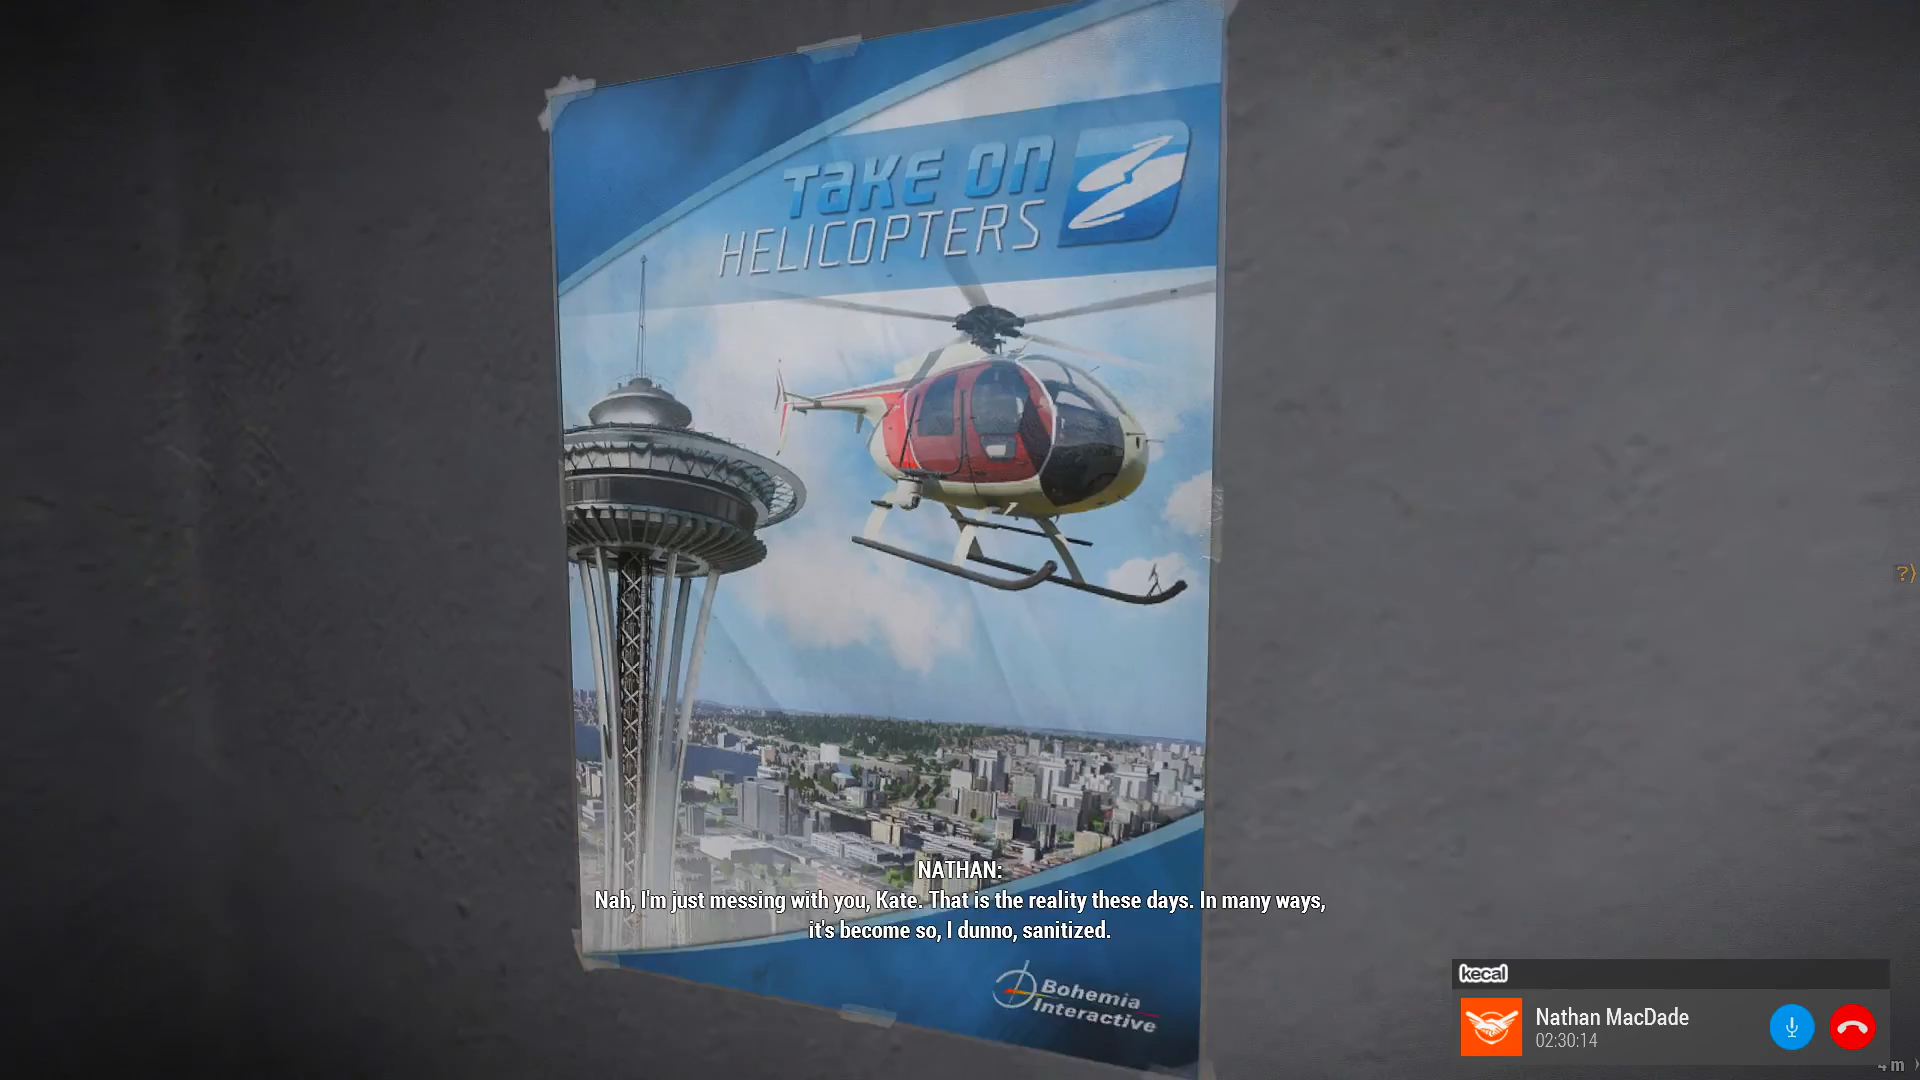 TAKE ON
HELICOPTERS
NATHAN:
Nah, I'm just messing with you, Kate. That is the reality these days. In many ways,
it's become so, I dunno, sanitized.
Bohemia
Interactive
kecal
Nathan MacDade
02:30:14
?
4 m